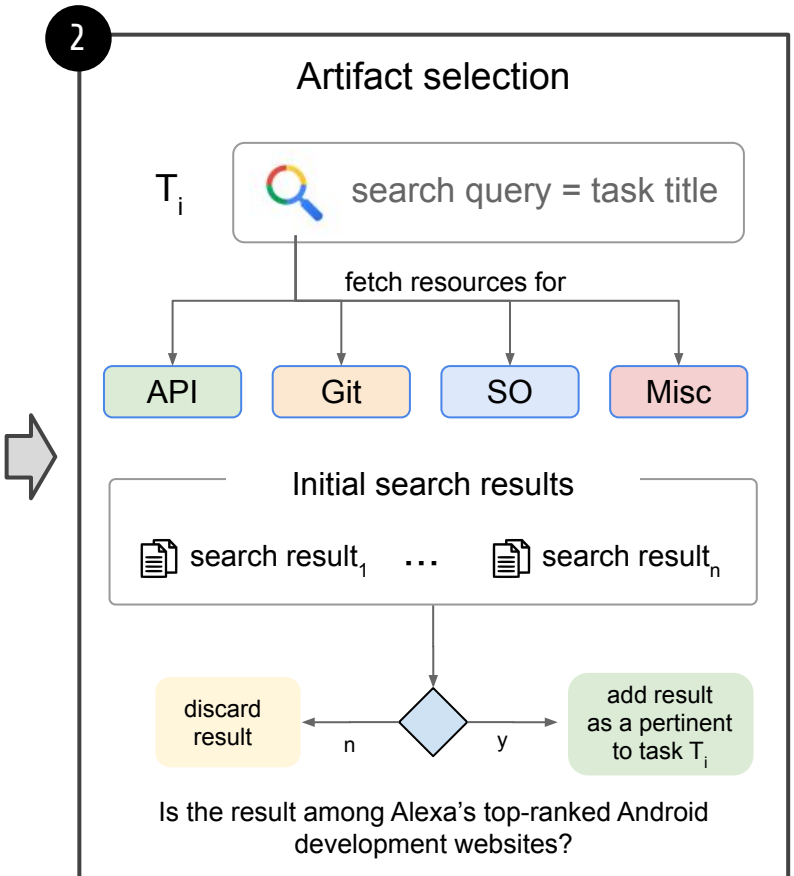 2
Artifact selection
Ti
search query = task title
fetch resources for
API
Git
SO
Misc
Initial search results
search result1
...
search resultn
discard
result
n
y
add result
as a pertinent
to task Ti
Is the result among Alexa's top-ranked Android
development websites?